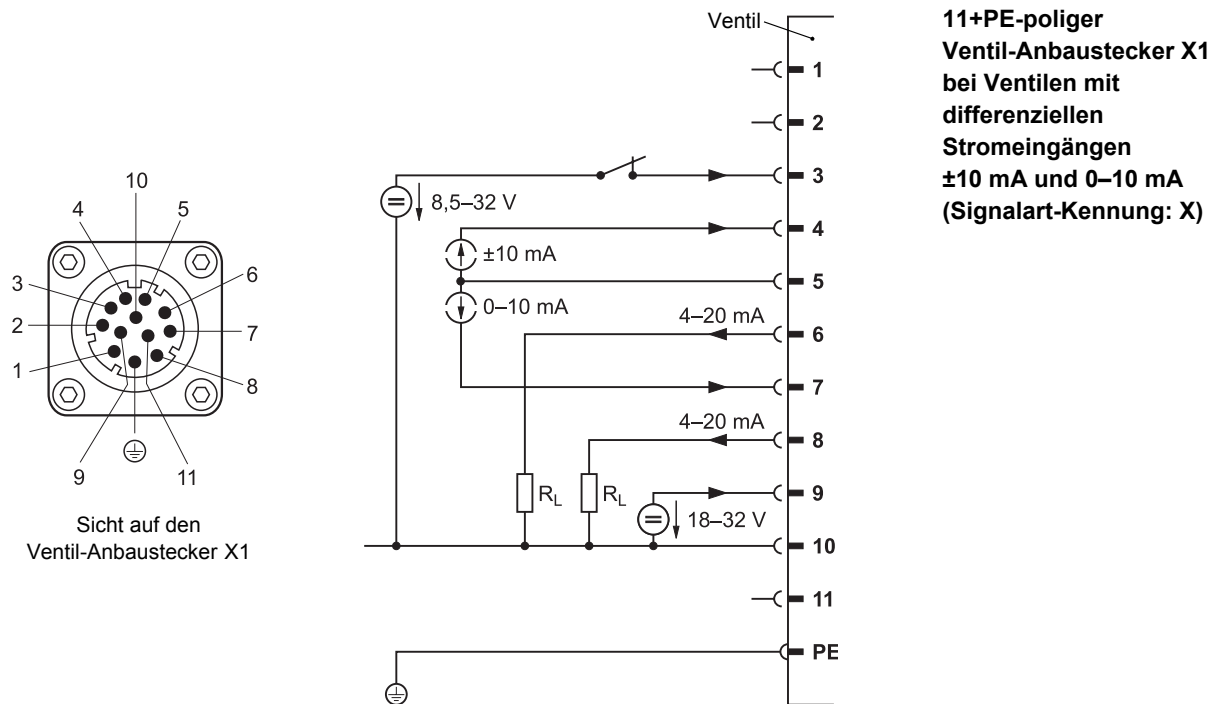 10
4
5
3
6
2
7
1
8
9
11
Sicht auf den
Ventil-Anbaustecker X1
Ventil
1
2
3
8,5–32 V
4
±10 mA
5
0–10 mA
4–20 mA
6
7
4–20 mA
8
RL
RL
9
18–32 V
10
11
PE
11+PE-poliger
Ventil-Anbaustecker X1
bei Ventilen mit
differenziellen
Stromeingängen
±10 mA und 0–10 mA
(Signalart-Kennung: X)